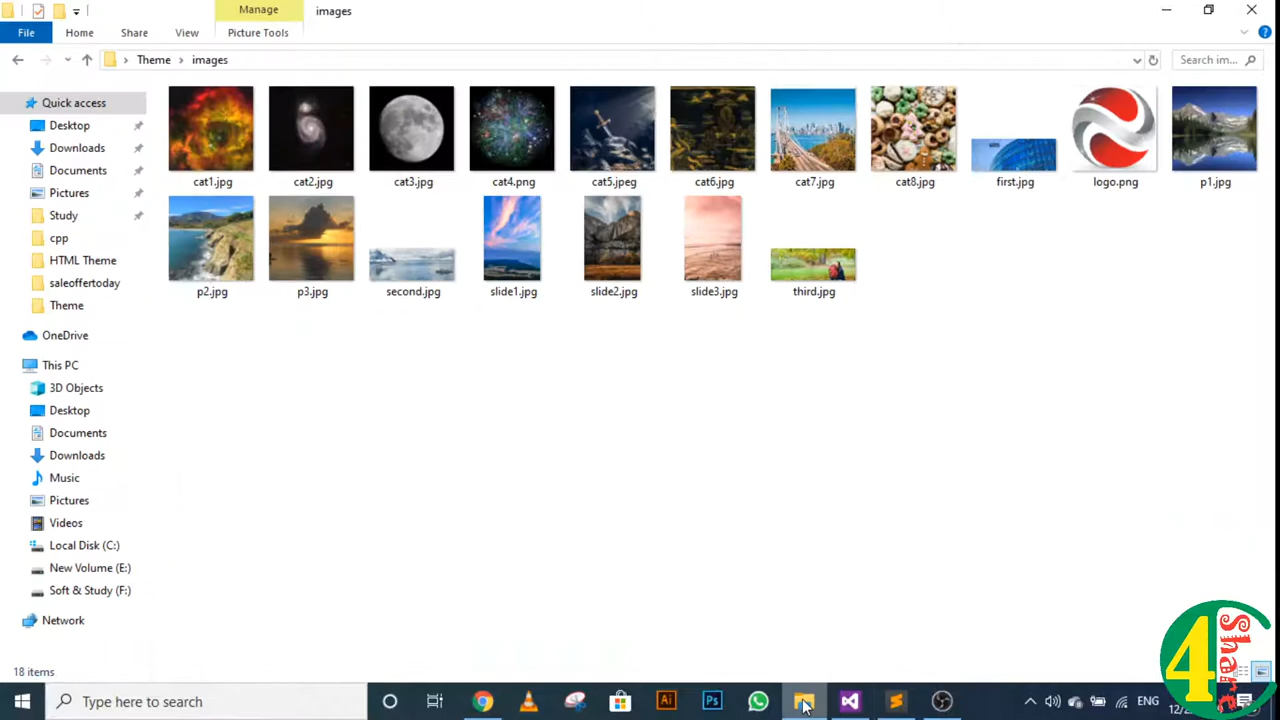 Manage
images
File
Home
Share
View
Picture Tools
Theme
images
Search im...
Quick access
Desktop
Downloads
Documents
Pictures
Study
cpp
HTML Theme
saleoffertoday
Theme
OneDrive
This PC
3D Objects
Desktop
Documents
Downloads
Music
Pictures
Videos
Local Disk (C:)
New Volume (E:)
Soft & Study (F:)
Network
cat1.jpg
cat2.jpg
cat3.jpg
cat4.png
cat5.jpeg
cat6.jpg
cat7.jpg
cat8.jpg
first.jpg
logo.png
p1.jpg
p2.jpg
p3.jpg
second.jpg
slide1.jpg
slide2.jpg
slide3.jpg
third.jpg
18 items
4 Share
Type here to search
Ai
Ps
ENG